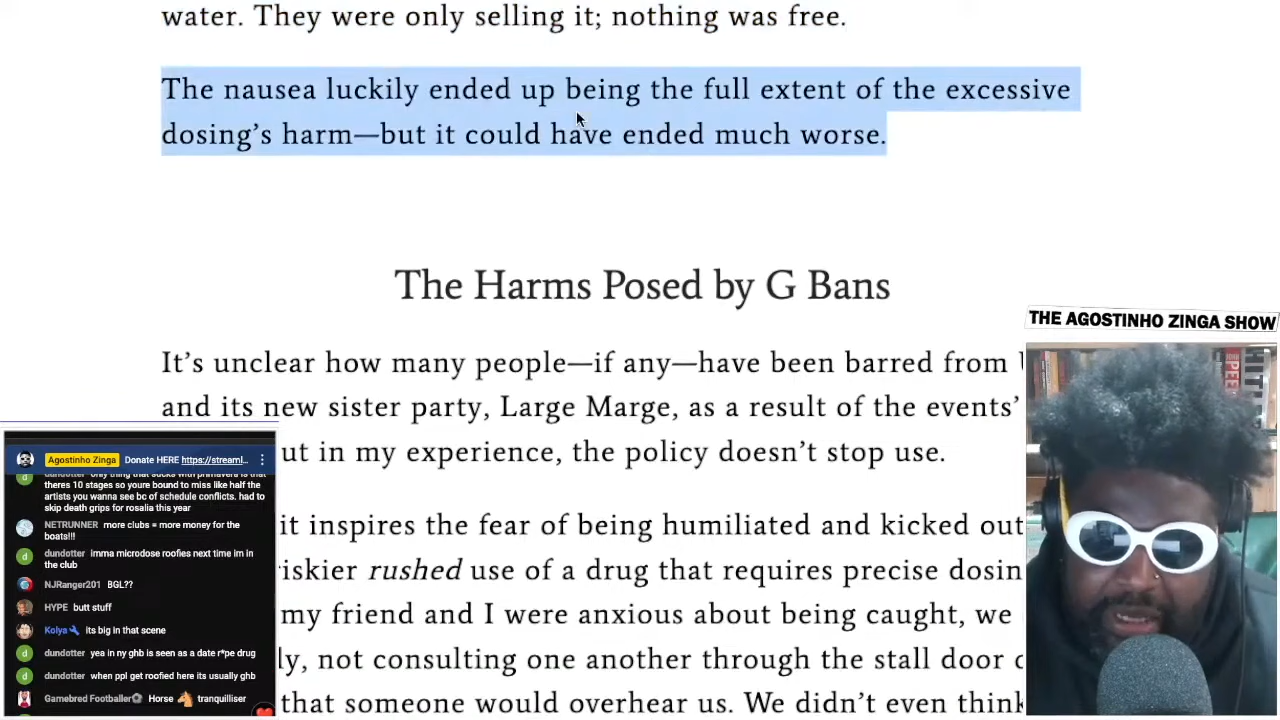 water. They were only selling it; nothing was free.
The nausea luckily ended up being the full extent of the excessive
dosing’s harm—but it could have ended much worse.
The Harms Posed by G Bans
THE AGOSTINHO ZINGA SHOW
It’s unclear how many people—if any—have been barred from
and its new sister party, Large Marge, as a result of the events’
ut in my experience, the policy doesn’t stop use.
it inspires the fear of being humiliated and kicked out
iskier rushed use of a drug that requires precise dosin
my friend and I were anxious about being caught, we
ly, not consulting one another through the stall door
that someone would overhear us. We didn’t even think
Agostinho Zinga Donate HERE https://streaml...
theres 10 stages so youre bound to miss like half the
artists you wanna see bc of schedule conflicts. had to
skip death grips for rosalia this year
NETRUNNER more clubs = more money for the
boats!!!
dundotter imma microdose roofies next time im in
the club
NJRanger201 BGL??
HYPE butt stuff
Kolya its big in that scene
dundotter yea in ny ghb is seen as a date r*pe drug
dundotter when ppl get roofied here its usually ghb
Gamebred Footballer Horse 🐴 tranquilliser